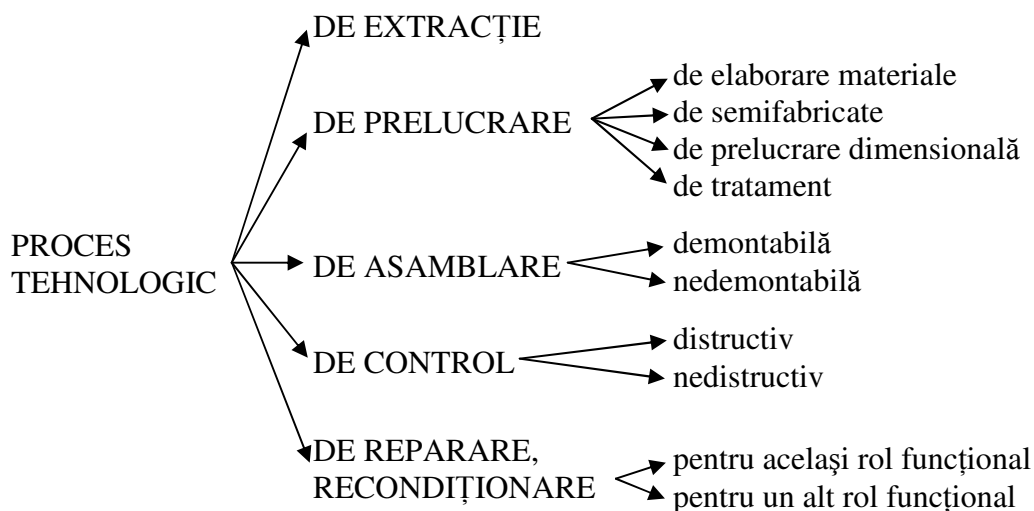 DE EXTRACȚIE
DE PRELUCRARE
de elaborare materiale
de semifabricate
de prelucrare dimensională
de tratament
PROCES
TEHNOLOGIC
DE ASAMBLARE
demontabilă
nedemontabilă
DE CONTROL
distructiv
nedistructiv
DE REPARARE,
RECONDIȚIONARE
pentru același rol funcțional
pentru un alt rol funcțional